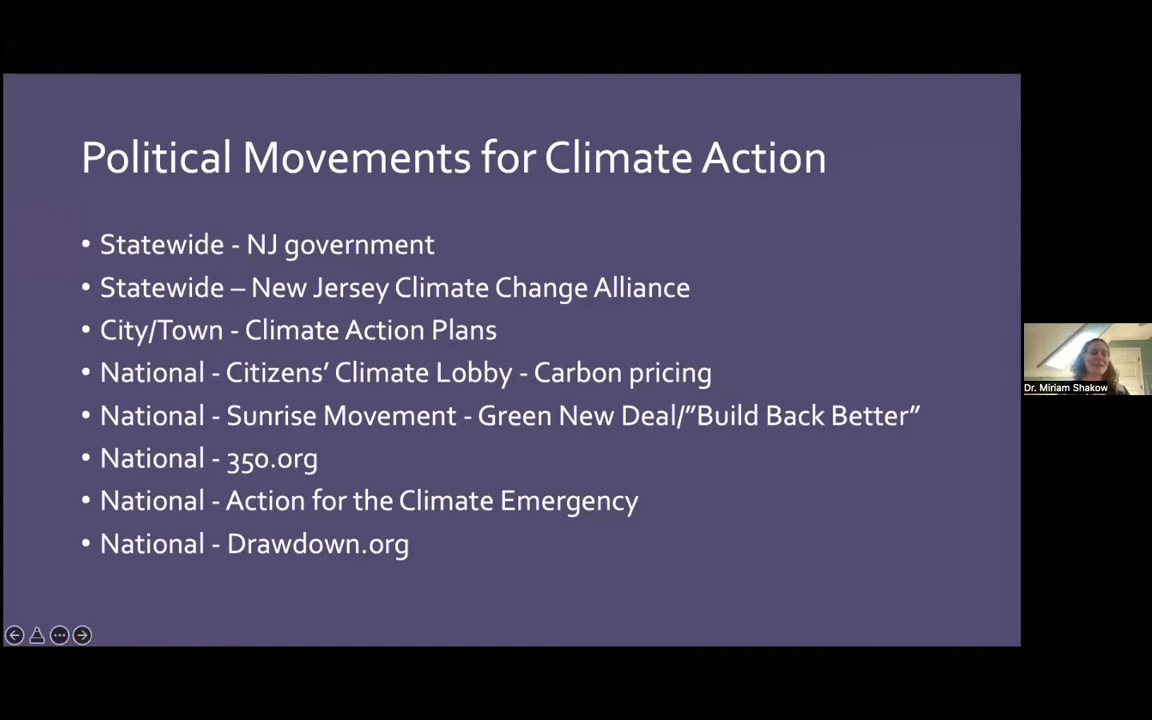 Political Movements for Climate Action
• Statewide - NJ government
• Statewide – New Jersey Climate Change Alliance
• City/Town - Climate Action Plans
• National - Citizens’ Climate Lobby - Carbon pricing
• National - Sunrise Movement - Green New Deal/”Build Back Better”
• National - 350.org
• National - Action for the Climate Emergency
• National - Drawdown.org
Dr. Miriam Shakow